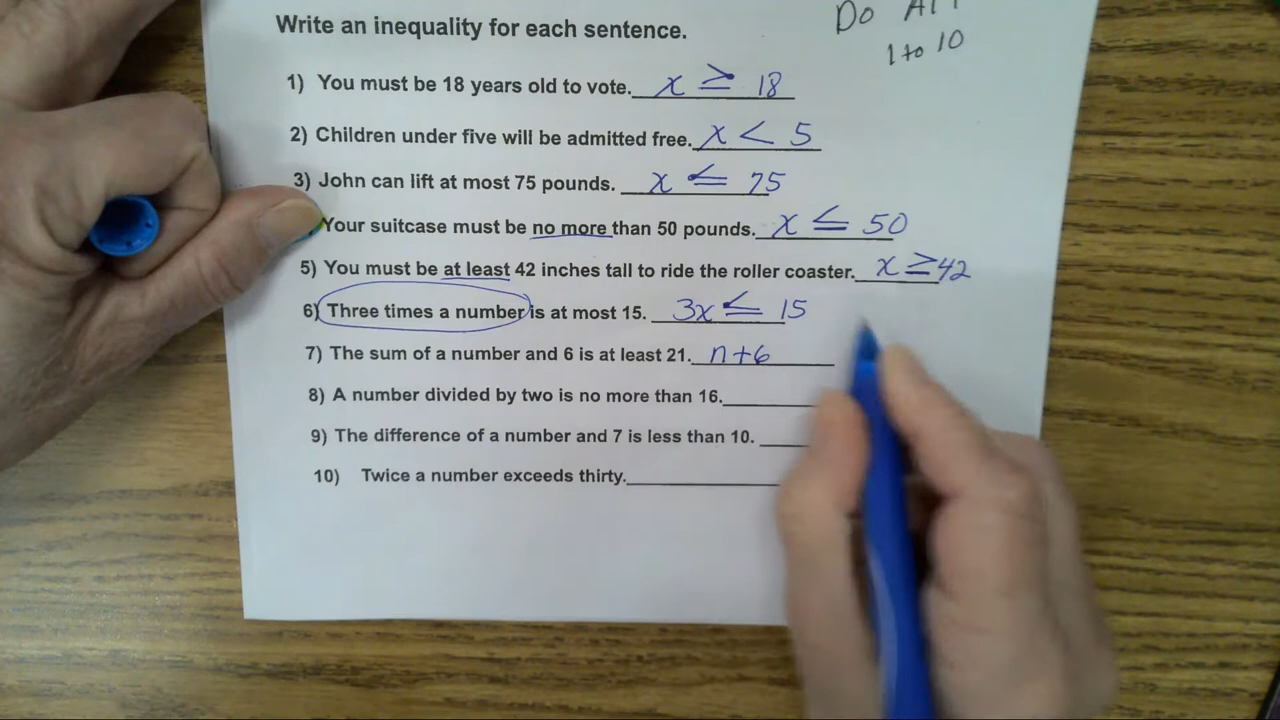 Do All
1 to 10
Write an inequality for each sentence.
1) You must be 18 years old to vote. x ≥ 18
2) Children under five will be admitted free. x < 5
3) John can lift at most 75 pounds. x ≤ 75
Your suitcase must be no more than 50 pounds. x ≤ 50
5) You must be at least 42 inches tall to ride the roller coaster. x ≥ 42
6) Three times a number is at most 15. 3x ≤ 15
7) The sum of a number and 6 is at least 21. n+6
8) A number divided by two is no more than 16.
9) The difference of a number and 7 is less than 10.
10) Twice a number exceeds thirty.